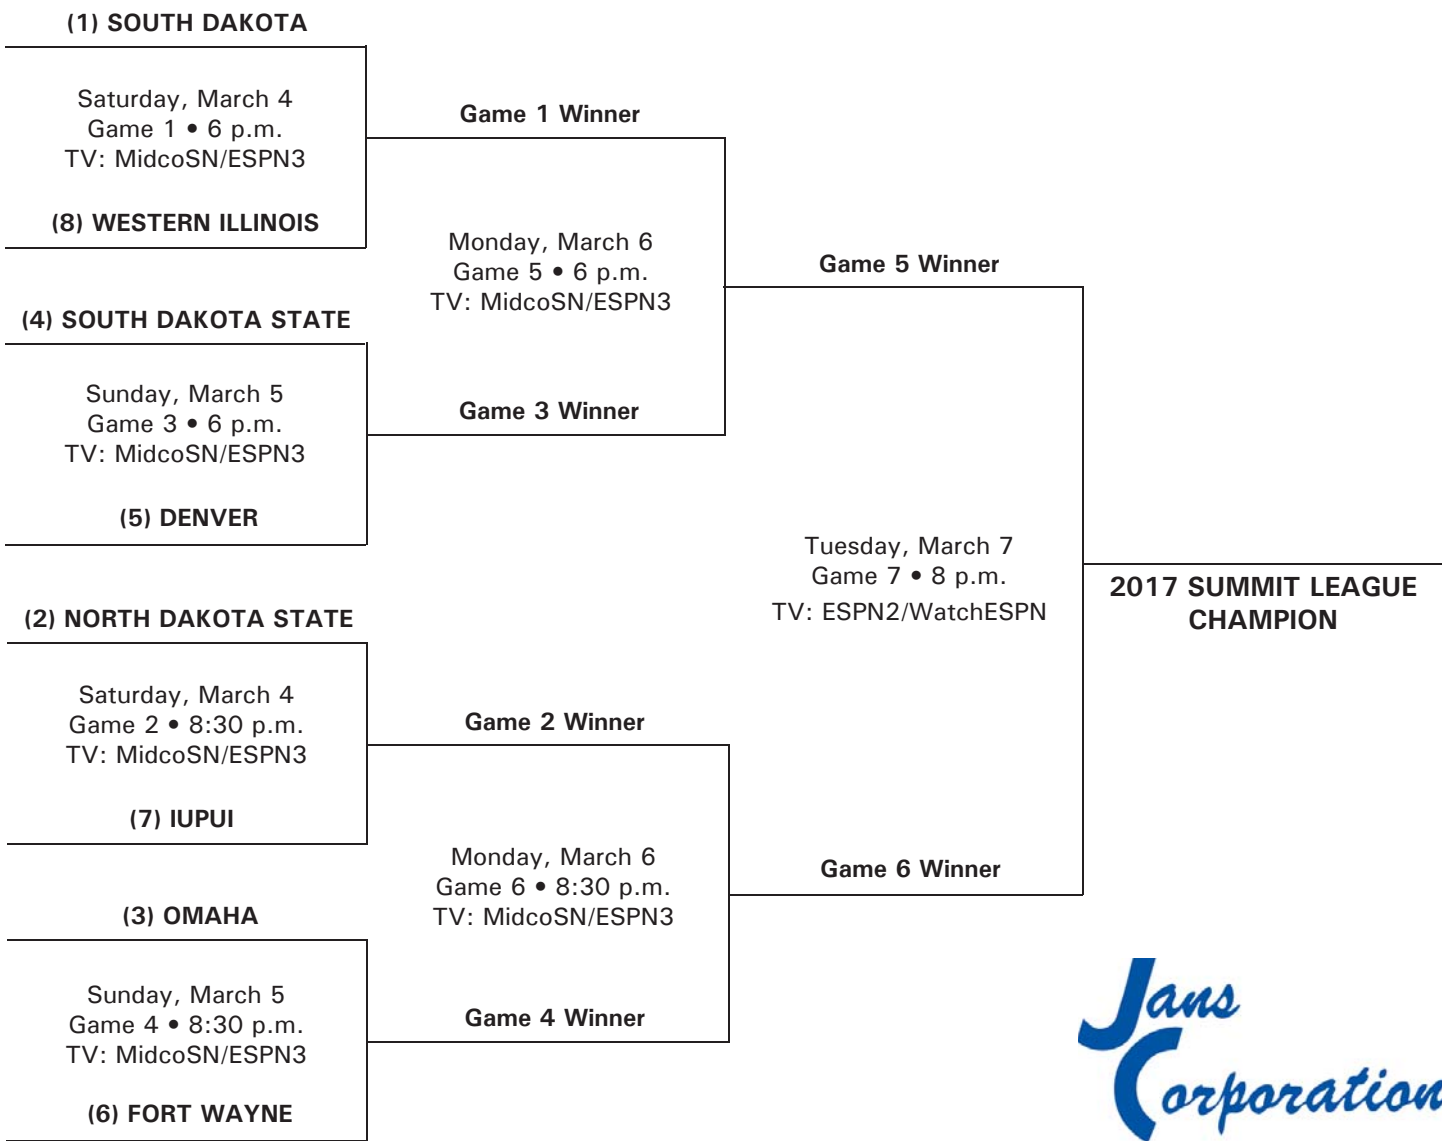 (1) SOUTH DAKOTA
Saturday, March 4
Game 1 • 6 p.m.
TV: MidcoSN/ESPN3
(8) WESTERN ILLINOIS
(4) SOUTH DAKOTA STATE
Sunday, March 5
Game 3 • 6 p.m.
TV: MidcoSN/ESPN3
(5) DENVER
(2) NORTH DAKOTA STATE
Saturday, March 4
Game 2 • 8:30 p.m.
TV: MidcoSN/ESPN3
(7) IUPUI
(3) OMAHA
Sunday, March 5
Game 4 • 8:30 p.m.
TV: MidcoSN/ESPN3
(6) FORT WAYNE
Game 1 Winner
Monday, March 6
Game 5 • 6 p.m.
TV: MidcoSN/ESPN3
Game 3 Winner
Game 2 Winner
Monday, March 6
Game 6 • 8:30 p.m.
TV: MidcoSN/ESPN3
Game 4 Winner
Game 5 Winner
Tuesday, March 7
Game 7 • 8 p.m.
TV: ESPN2/WatchESPN
Game 6 Winner
2017 SUMMIT LEAGUE
CHAMPION
Jans
Corporation